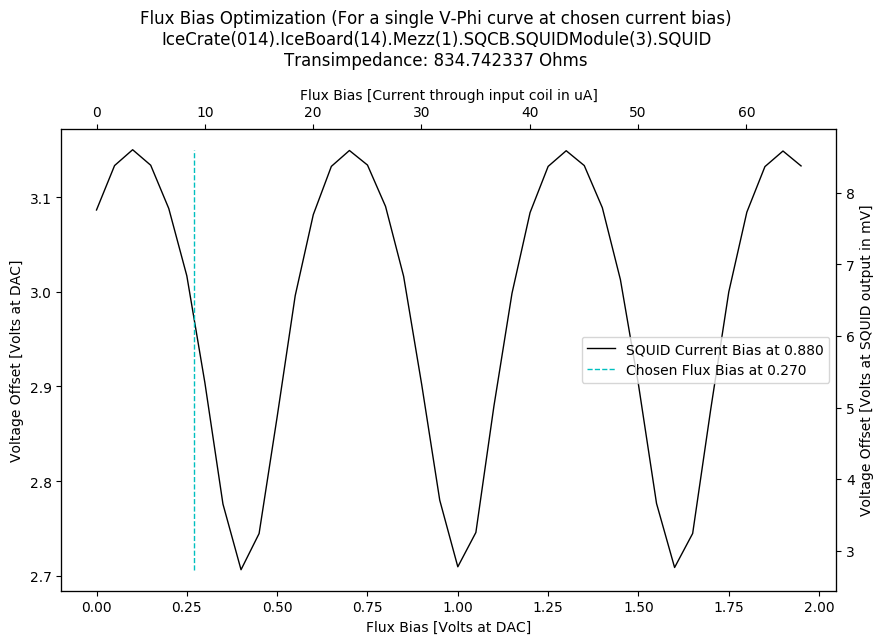 Flux Bias Optimization (For a single V-Phi curve at chosen current bias)
IceCrate(014).IceBoard(14).Mezz(1).SQCB.SQUIDModule(3).SQUID
Transimpedance: 834.742337 Ohms
Flux Bias [Current through input coil in uA]
0 10 20 30 40 50 60
Voltage Offset [Volts at DAC]
3.1
3.0
2.9
2.8
2.7
8
7
6
5
4
3
Voltage Offset [Volts at SQUID output in mV]
SQUID Current Bias at 0.880
Chosen Flux Bias at 0.270
0.00 0.25 0.50 0.75 1.00 1.25 1.50 1.75 2.00
Flux Bias [Volts at DAC]